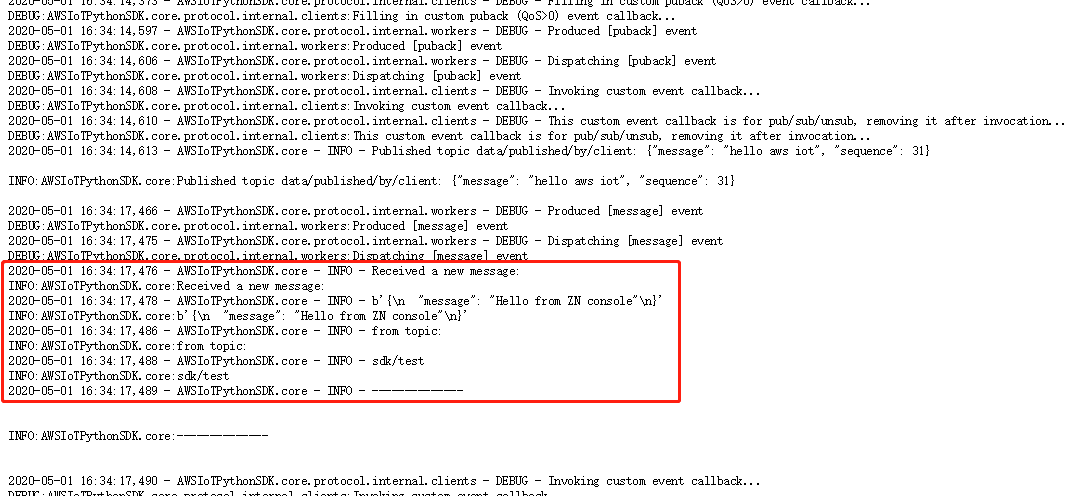 2020-05-01 16:34:14,573 - AWSIoTPythonSDK.core.protocol.internal.clients - DEBUG - Filling in custom puback (QoS>0) event callback...
DEBUG:AWSIoTPythonSDK.core.protocol.internal.clients:Filling in custom puback (QoS>0) event callback...
2020-05-01 16:34:14,597 - AWSIoTPythonSDK.core.protocol.internal.workers - DEBUG - Produced [puback] event
DEBUG:AWSIoTPythonSDK.core.protocol.internal.workers:Produced [puback] event
2020-05-01 16:34:14,606 - AWSIoTPythonSDK.core.protocol.internal.workers - DEBUG - Dispatching [puback] event
DEBUG:AWSIoTPythonSDK.core.protocol.internal.workers:Dispatching [puback] event
2020-05-01 16:34:14,608 - AWSIoTPythonSDK.core.protocol.internal.clients - DEBUG - Invoking custom event callback...
DEBUG:AWSIoTPythonSDK.core.protocol.internal.clients:Invoking custom event callback...
2020-05-01 16:34:14,610 - AWSIoTPythonSDK.core.protocol.internal.clients - DEBUG - This custom event callback is for pub/sub/unsub, removing it after invocation...
DEBUG:AWSIoTPythonSDK.core.protocol.internal.clients:This custom event callback is for pub/sub/unsub, removing it after invocation...
2020-05-01 16:34:14,613 - AWSIoTPythonSDK.core - INFO - Published topic data/published/by/client: {"message": "hello aws iot", "sequence": 31}
INFO:AWSIoTPythonSDK.core:Published topic data/published/by/client: {"message": "hello aws iot", "sequence": 31}
2020-05-01 16:34:17,466 - AWSIoTPythonSDK.core.protocol.internal.workers - DEBUG - Produced [message] event
DEBUG:AWSIoTPythonSDK.core.protocol.internal.workers:Produced [message] event
2020-05-01 16:34:17,475 - AWSIoTPythonSDK.core.protocol.internal.workers - DEBUG - Dispatching [message] event
DEBUG:AWSIoTPythonSDK.core.protocol.internal.workers:Dispatching [message] event
2020-05-01 16:34:17,476 - AWSIoTPythonSDK.core - INFO - Received a new message:
INFO:AWSIoTPythonSDK.core:Received a new message:
2020-05-01 16:34:17,478 - AWSIoTPythonSDK.core - INFO - b'{\n  "message": "Hello from ZN console"\n}'
INFO:AWSIoTPythonSDK.core:b'{\n  "message": "Hello from ZN console"\n}'
2020-05-01 16:34:17,486 - AWSIoTPythonSDK.core - INFO - from topic:
INFO:AWSIoTPythonSDK.core:from topic:
2020-05-01 16:34:17,488 - AWSIoTPythonSDK.core - INFO - sdk/test
INFO:AWSIoTPythonSDK.core:sdk/test
2020-05-01 16:34:17,489 - AWSIoTPythonSDK.core - INFO - --------------
INFO:AWSIoTPythonSDK.core:--------------
2020-05-01 16:34:17,490 - AWSIoTPythonSDK.core.protocol.internal.clients - DEBUG - Invoking custom event callback...
DEBUG:AWSIoTPythonSDK.core.protocol.internal.clients:Invoking custom event callback